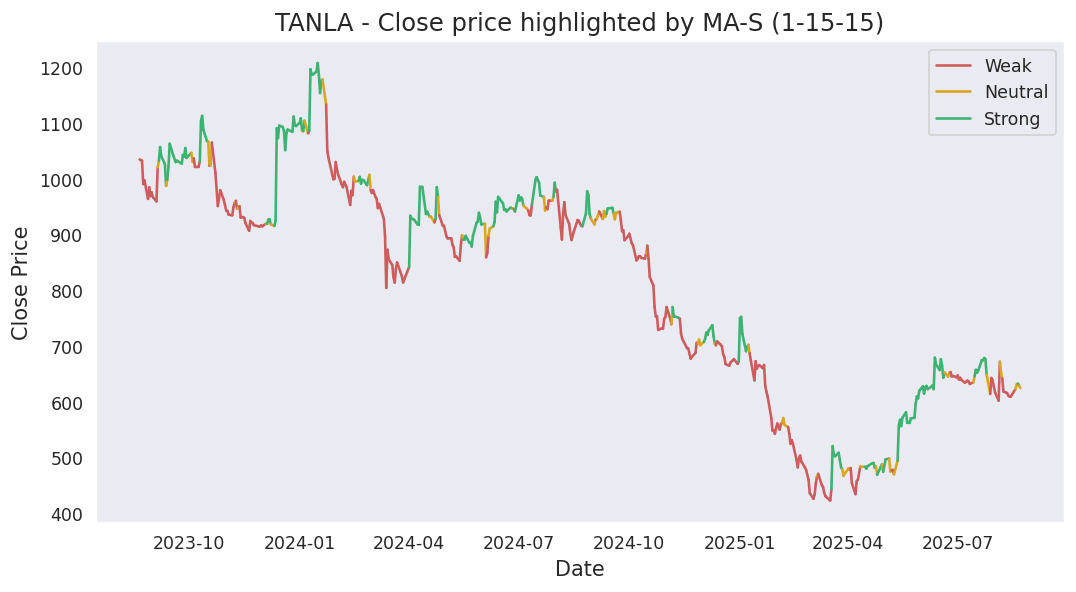 TANLA - Close price highlighted by MA-S (1-15-15)
Weak
Neutral
Strong
Close Price
1200
1100
1000
900
800
700
600
500
400
2023-10
2024-01
2024-04
2024-07
2024-10
2025-01
2025-04
2025-07
Date